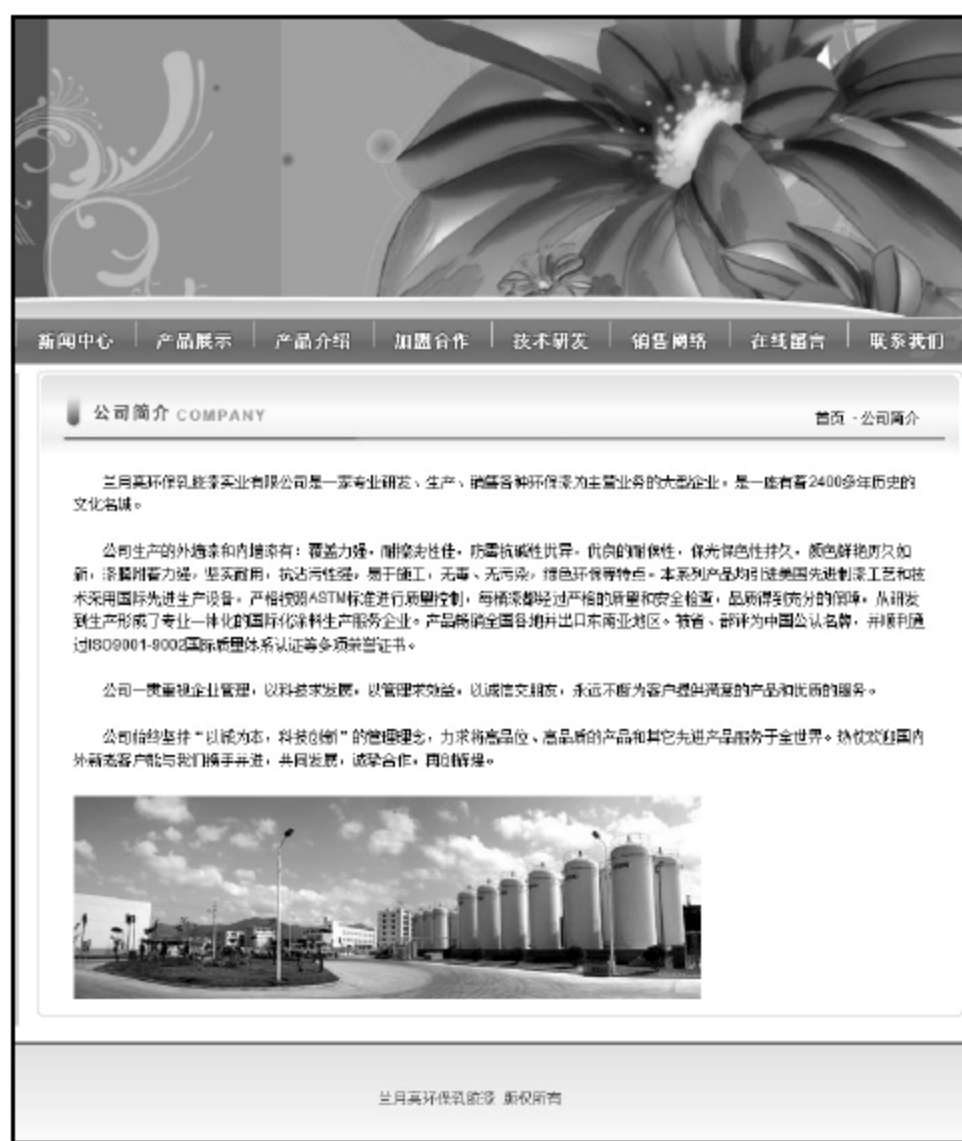 新闻中心 产品展示 产品介绍 加盟合作 技术研发 销售网络 在线留言 联系我们
公司简介 COMPANY
首页 - 公司简介
兰月亮环保乳胶漆实业有限公司是一家专业研发、生产、销售各种环保漆为主营业务的大型企业。是一座有着2400多年历史的
文化名城。
公司生产的外墙漆和内墙漆有：覆盖力强，耐擦洗性佳，防霉抗碱性优异，优良的耐候性，保光保色性持久，颜色鲜艳历久如
新，漆膜附着力强，坚实耐用，抗沾污性强，易于施工，无毒、无污染，绿色环保等特点。本系列产品均引进美国先进制漆工艺和技
术采用国际先进生产设备。严格按照ASTM标准进行质量控制，每桶漆都经过严格的质量和安全检查，品质得到充分的保障。从研发
到生产形成了专业一体化的国际化涂料生产服务企业。产品畅销全国各地并出口东南亚地区。被省、部评为中国公认名牌，并顺利通
过ISO9001-9002国际质量体系认证等多项荣誉证书。
公司一贯重视企业管理，以科技求发展，以管理求效益，以诚信交朋友，永远不断为客户提供满意的产品和优质的服务。
公司始终坚持“以诚为本，科技创新”的管理理念，力求将高品位、高品质的产品和其它先进产品服务于全世界。热忱欢迎国内
外新老客户能与我们携手并进，共同发展，诚挚合作，再创辉煌。
兰月亮环保乳胶漆 版权所有